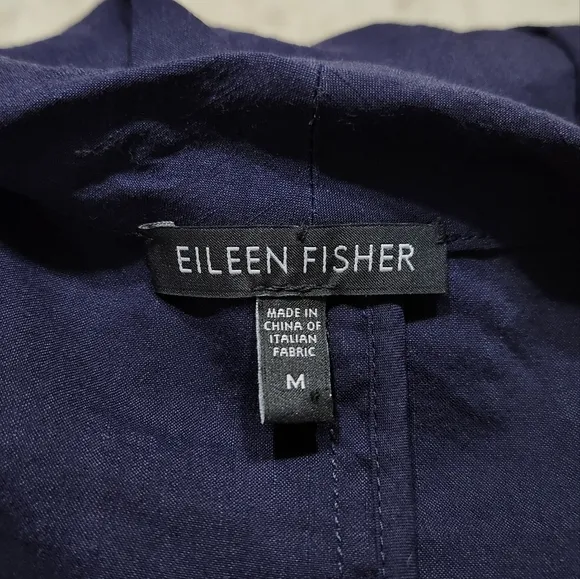 EILEEN FISHER
MADE IN
CHINA OF
ITALIAN
FABRIC
M